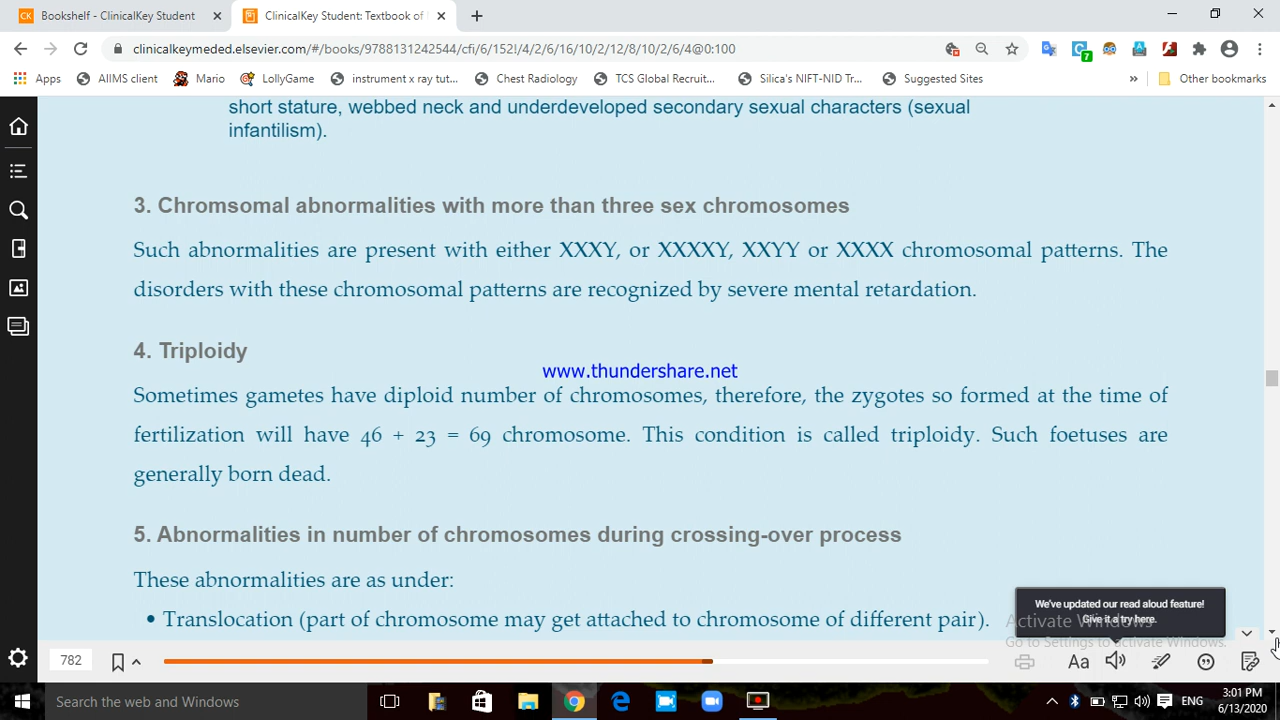 Bookshelf - ClinicalKey Student
ClinicalKey Student: Textbook of
clinicalkeymeded.elsevier.com/#/books/9788131242544/cfi/6/152!/4/2/6/16/10/2/12/8/10/2/6/4@0:100
Apps AIIMS client Mario LollyGame instrument x ray tut... Chest Radiology TCS Global Recruit... Silica's NIFT-NID Tr... Suggested Sites » Other bookmarks
short stature, webbed neck and underdeveloped secondary sexual characters (sexual
infantilism).
3. Chromsomal abnormalities with more than three sex chromosomes
Such abnormalities are present with either XXXY, or XXXXY, XXYY or XXXX chromosomal patterns. The
disorders with these chromosomal patterns are recognized by severe mental retardation.
4. Triploidy
www.thundershare.net
Sometimes gametes have diploid number of chromosomes, therefore, the zygotes so formed at the time of
fertilization will have 46 + 23 = 69 chromosome. This condition is called triploidy. Such foetuses are
generally born dead.
5. Abnormalities in number of chromosomes during crossing-over process
These abnormalities are as under:
• Translocation (part of chromosome may get attached to chromosome of different pair).
We've updated our read aloud feature!
Give it a try here.
Activate Windows
Go to Settings to activate Windows.
782
Aa
Search the web and Windows
ENG
3:01 PM
6/13/2020